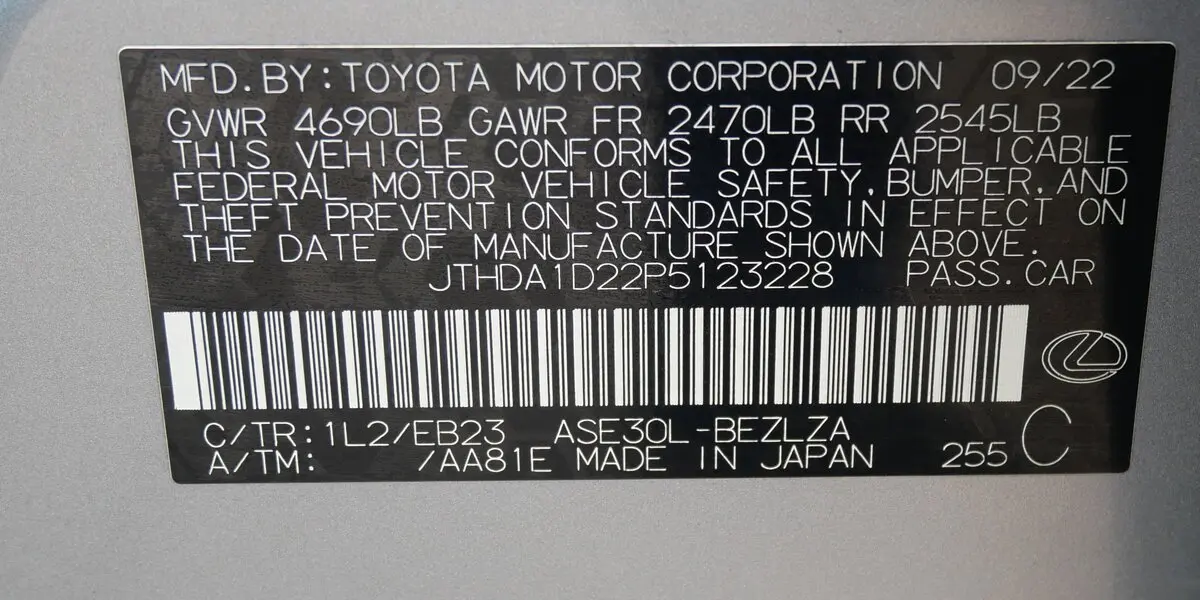 MFD.BY:TOYOTA MOTOR CORPORATION 09/22
GVWR 4690LB GAWR FR 2470LB RR 2545LB
THIS VEHICLE CONFORMS TO ALL APPLICABLE
FEDERAL MOTOR VEHICLE SAFETY,BUMPER,AND
THEFT PREVENTION STANDARDS IN EFFECT ON
THE DATE OF MANUFACTURE SHOWN ABOVE.
JTHDA1D22P5123228 PASS.CAR
C/TR:1L2/EB23 ASE30L-BEZLZA
A/TM: /AA81E MADE IN JAPAN 255 C